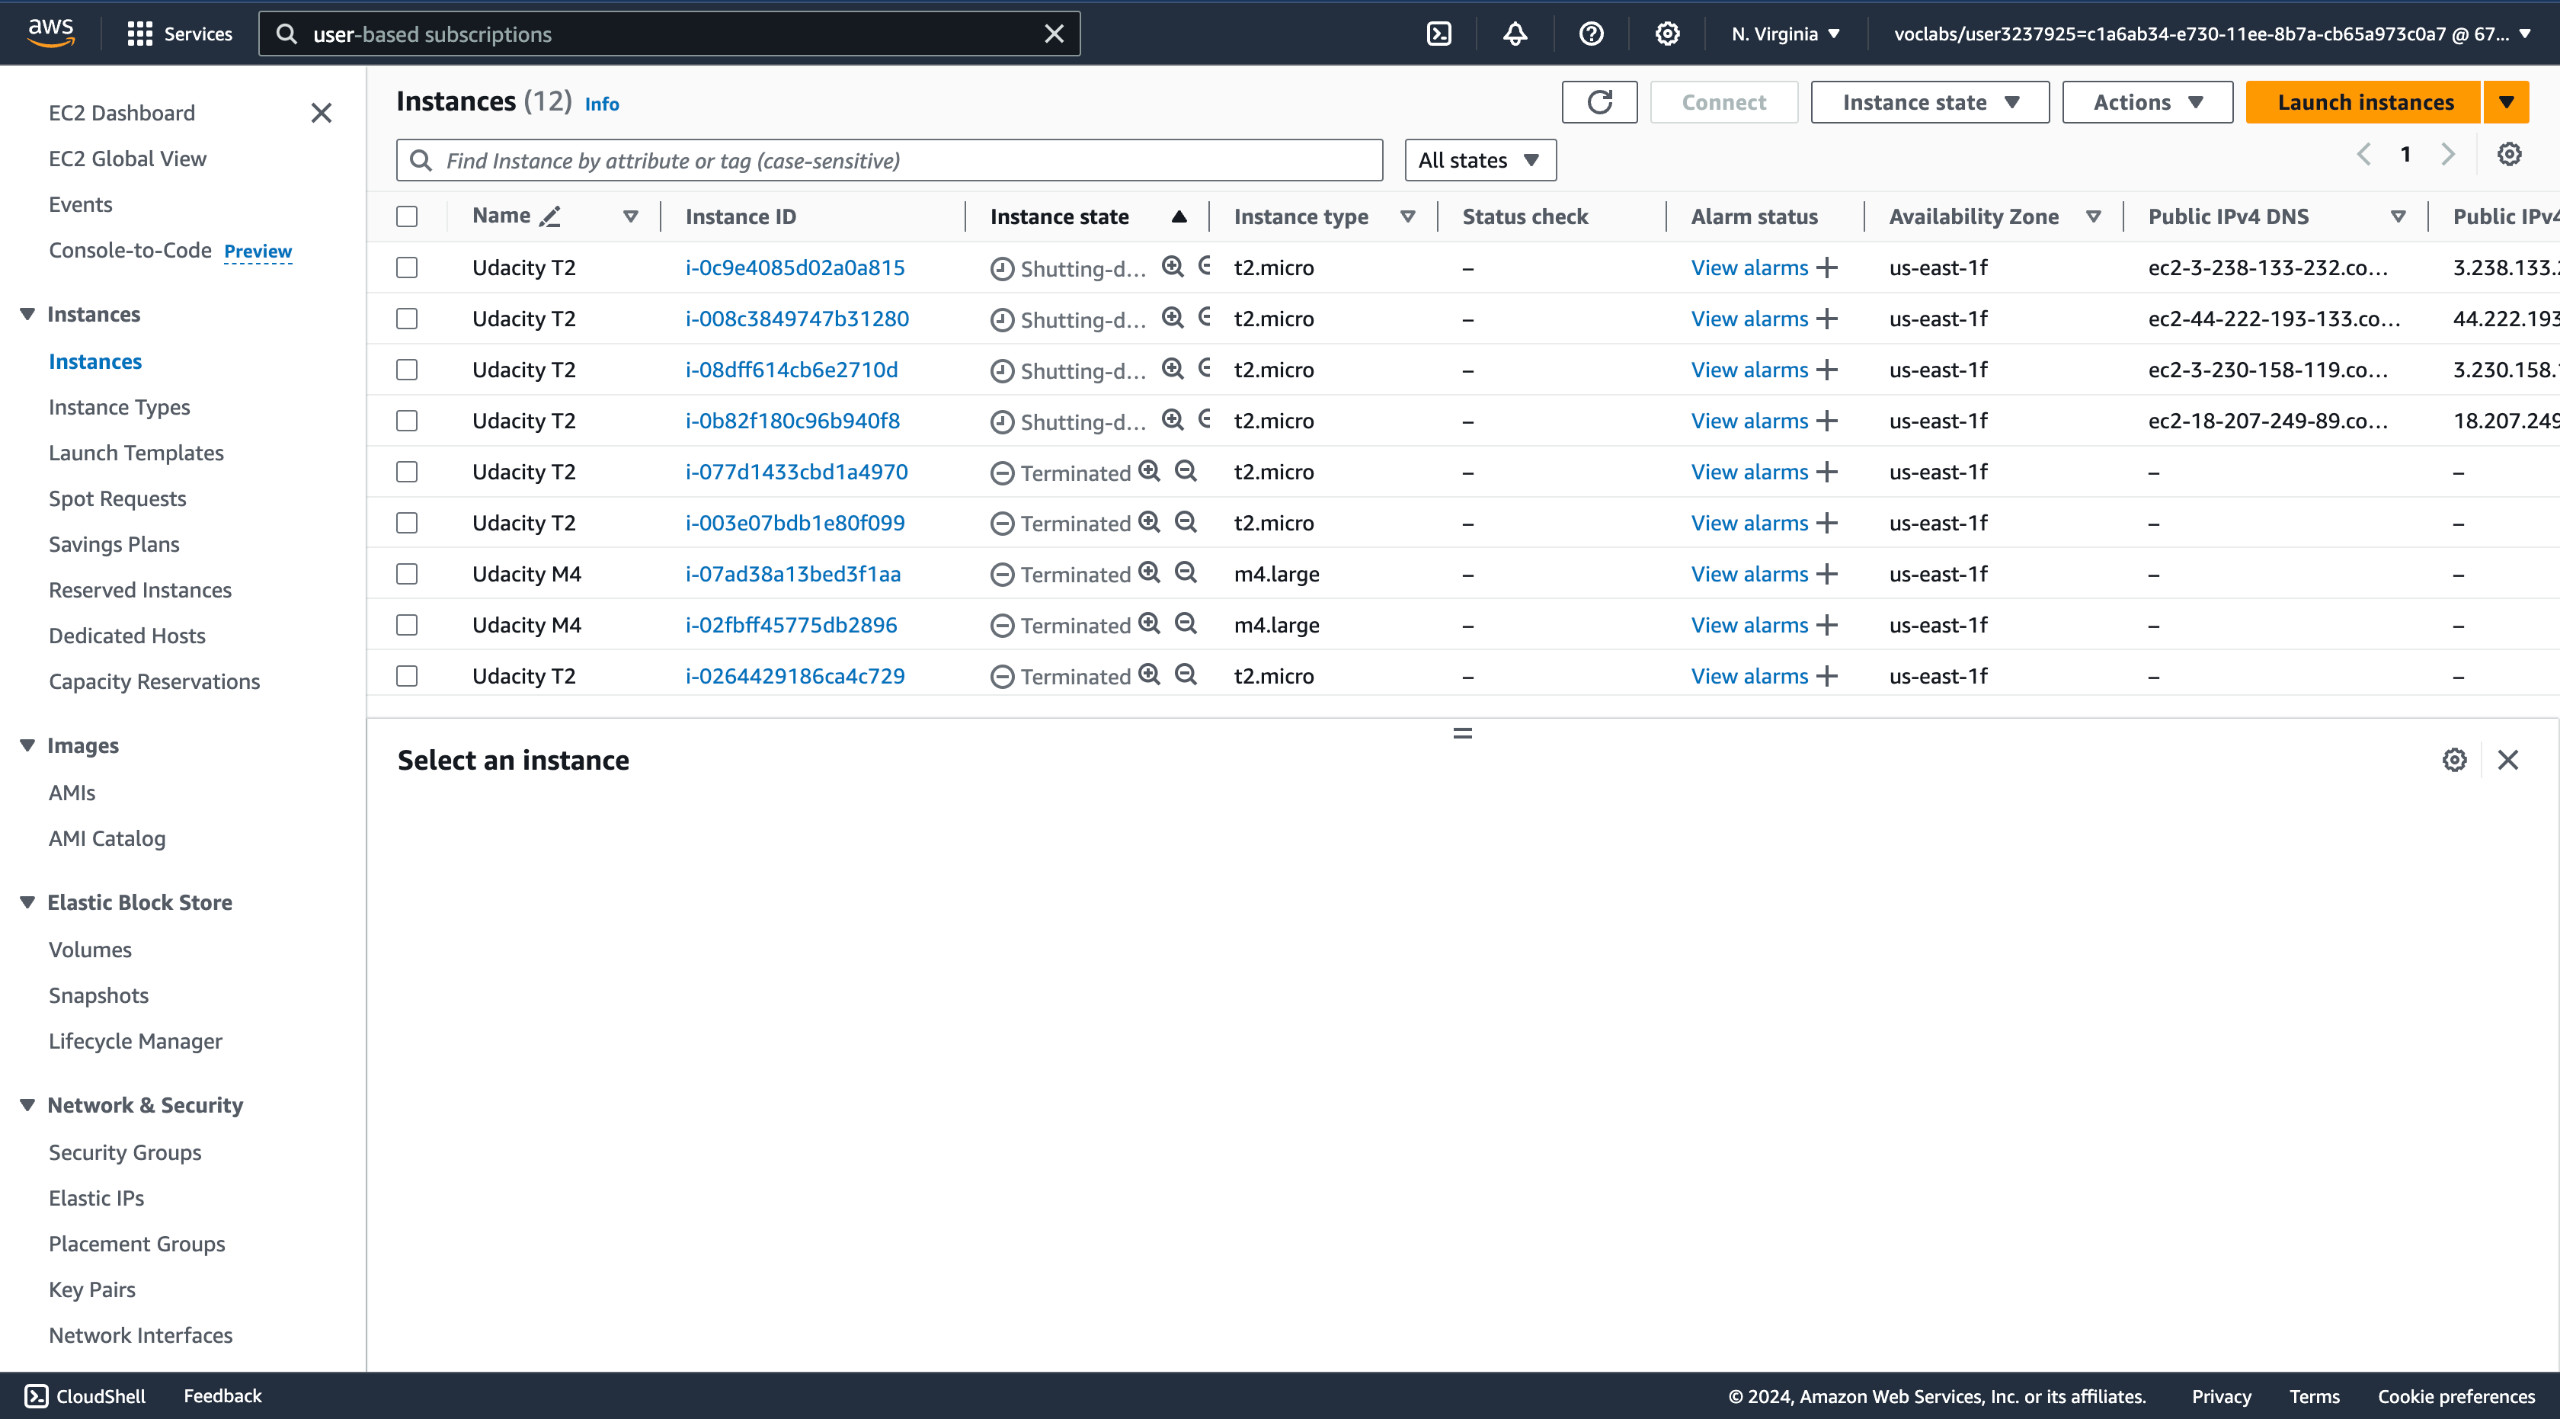 aws Services user-based subscriptions N. Virginia voclabs/user3237925=c1a6ab34-e730-11ee-8b7a-cb65a973c0a7 @ 67...
EC2 Dashboard
EC2 Global View
Events
Console-to-Code Preview
Instances
Instances
Instance Types
Launch Templates
Spot Requests
Savings Plans
Reserved Instances
Dedicated Hosts
Capacity Reservations
Images
AMIs
AMI Catalog
Elastic Block Store
Volumes
Snapshots
Lifecycle Manager
Network & Security
Security Groups
Elastic IPs
Placement Groups
Key Pairs
Network Interfaces
Instances (12) Info Connect Instance state Actions Launch instances
Find Instance by attribute or tag (case-sensitive) All states 1
Name Instance ID Instance state Instance type Status check Alarm status Availability Zone Public IPv4 DNS Public IPv4
Udacity T2 i-0c9e4085d02a0a815 Shutting-d... t2.micro – View alarms + us-east-1f ec2-3-238-133-232.co... 3.238.133.
Udacity T2 i-008c3849747b31280 Shutting-d... t2.micro – View alarms + us-east-1f ec2-44-222-193-133.co... 44.222.193
Udacity T2 i-08dff614cb6e2710d Shutting-d... t2.micro – View alarms + us-east-1f ec2-3-230-158-119.co... 3.230.158.
Udacity T2 i-0b82f180c96b940f8 Shutting-d... t2.micro – View alarms + us-east-1f ec2-18-207-249-89.co... 18.207.249
Udacity T2 i-077d1433cbd1a4970 Terminated t2.micro – View alarms + us-east-1f – –
Udacity T2 i-003e07bdb1e80f099 Terminated t2.micro – View alarms + us-east-1f – –
Udacity M4 i-07ad38a13bed3f1aa Terminated m4.large – View alarms + us-east-1f – –
Udacity M4 i-02fbff45775db2896 Terminated m4.large – View alarms + us-east-1f – –
Udacity T2 i-0264429186ca4c729 Terminated t2.micro – View alarms + us-east-1f – –
Select an instance
CloudShell Feedback © 2024, Amazon Web Services, Inc. or its affiliates. Privacy Terms Cookie preferences